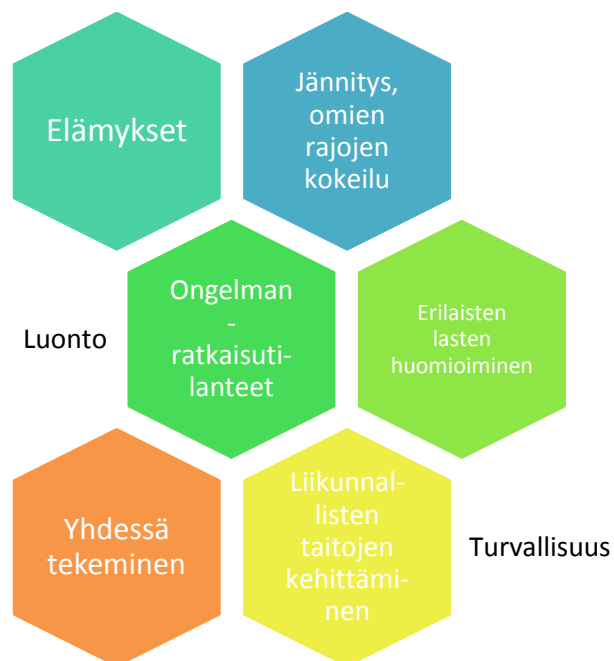 Elämykset
Jännitys,
omien
rajojen
kokeilu
Luonto
Ongelman
-
ratkaisuti-
lanteet
Erilaisten
lasten
huomioiminen
Yhdessä
tekeminen
Liikunnal-
listen
taitojen
kehittämi-
nen
Turvallisuus